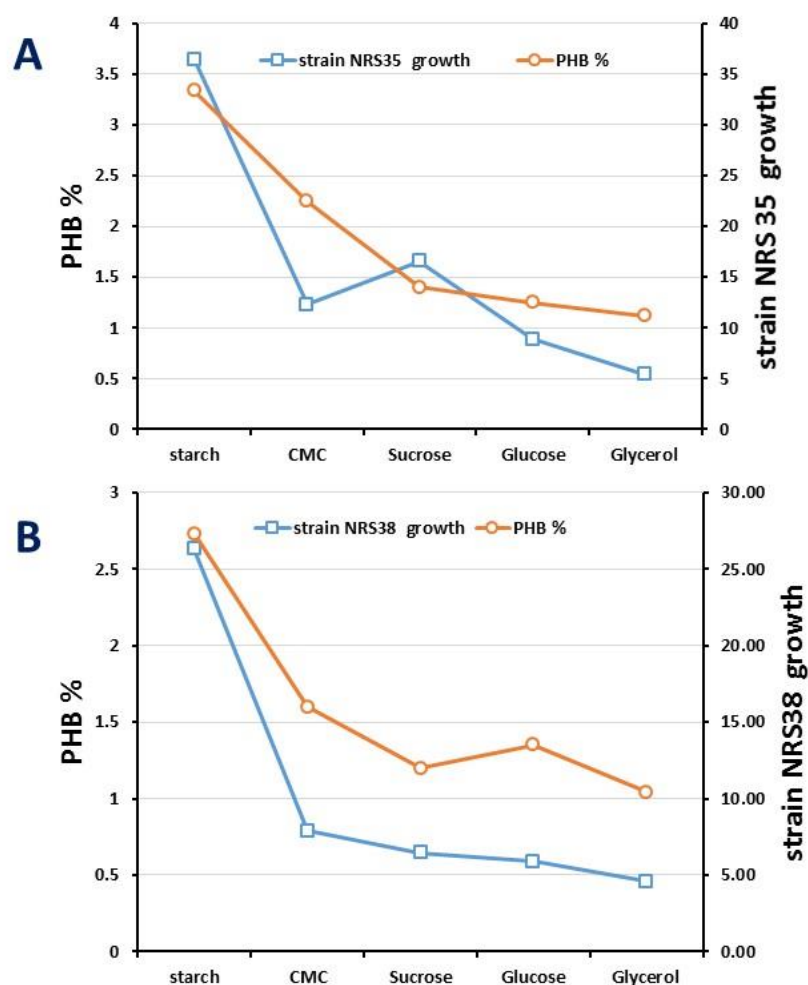 A
strain NRS35 growth
PHB %
4
3.5
3
2.5
2
1.5
1
0.5
0
PHB %
40
35
30
25
20
15
10
5
0
strain NRS 35 growth
starch CMC Sucrose Glucose Glycerol
B
strain NRS38 growth
PHB %
3
2.5
2
1.5
1
0.5
0
PHB %
30.00
25.00
20.00
15.00
10.00
5.00
0.00
strain NRS38 growth
starch CMC Sucrose Glucose Glycerol